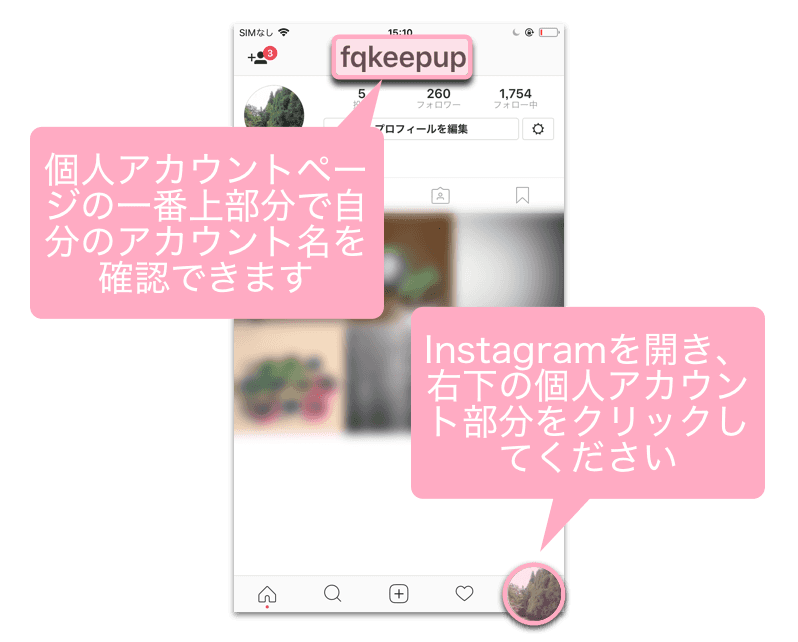 SIMなし
15:10
3
fqkeepup
5
260
1,754
フォロワー
フォロー中
プロフィールを編集
個人アカウントペー
ジの一番上部分で自
分のアカウント名を
確認できます
Instagramを開き、
右下の個人アカウン
ト部分をクリックし
てください